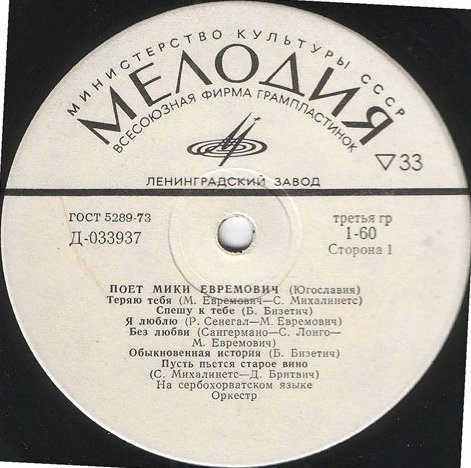 МИНИСТЕРСТВО КУЛЬТУРЫ СССР
МЕЛОДИЯ
ВСЕСОЮЗНАЯ ФИРМА ГРАМПЛАСТИНОК
▽33
ЛЕНИНГРАДСКИЙ ЗАВОД
ГОСТ 5289-73
третья гр
Д-033937
1-60
Сторона 1
ПОЕТ МИКИ ЕВРЕМОВИЧ (Югославия)
Теряю тебя (М. Евремович—С. Михалинетс)
Спешу к тебе (Б. Бизетич)
Я люблю (Р. Сенегал—М. Евремович)
Без любви (Сангермано—С. Лонго—
М. Евремович)
Обыкновенная история (Б. Бизетич)
Пусть пьется старое вино
(С. Михалинетс—Д. Бритвич)
На сербохорватском языке
Оркестр